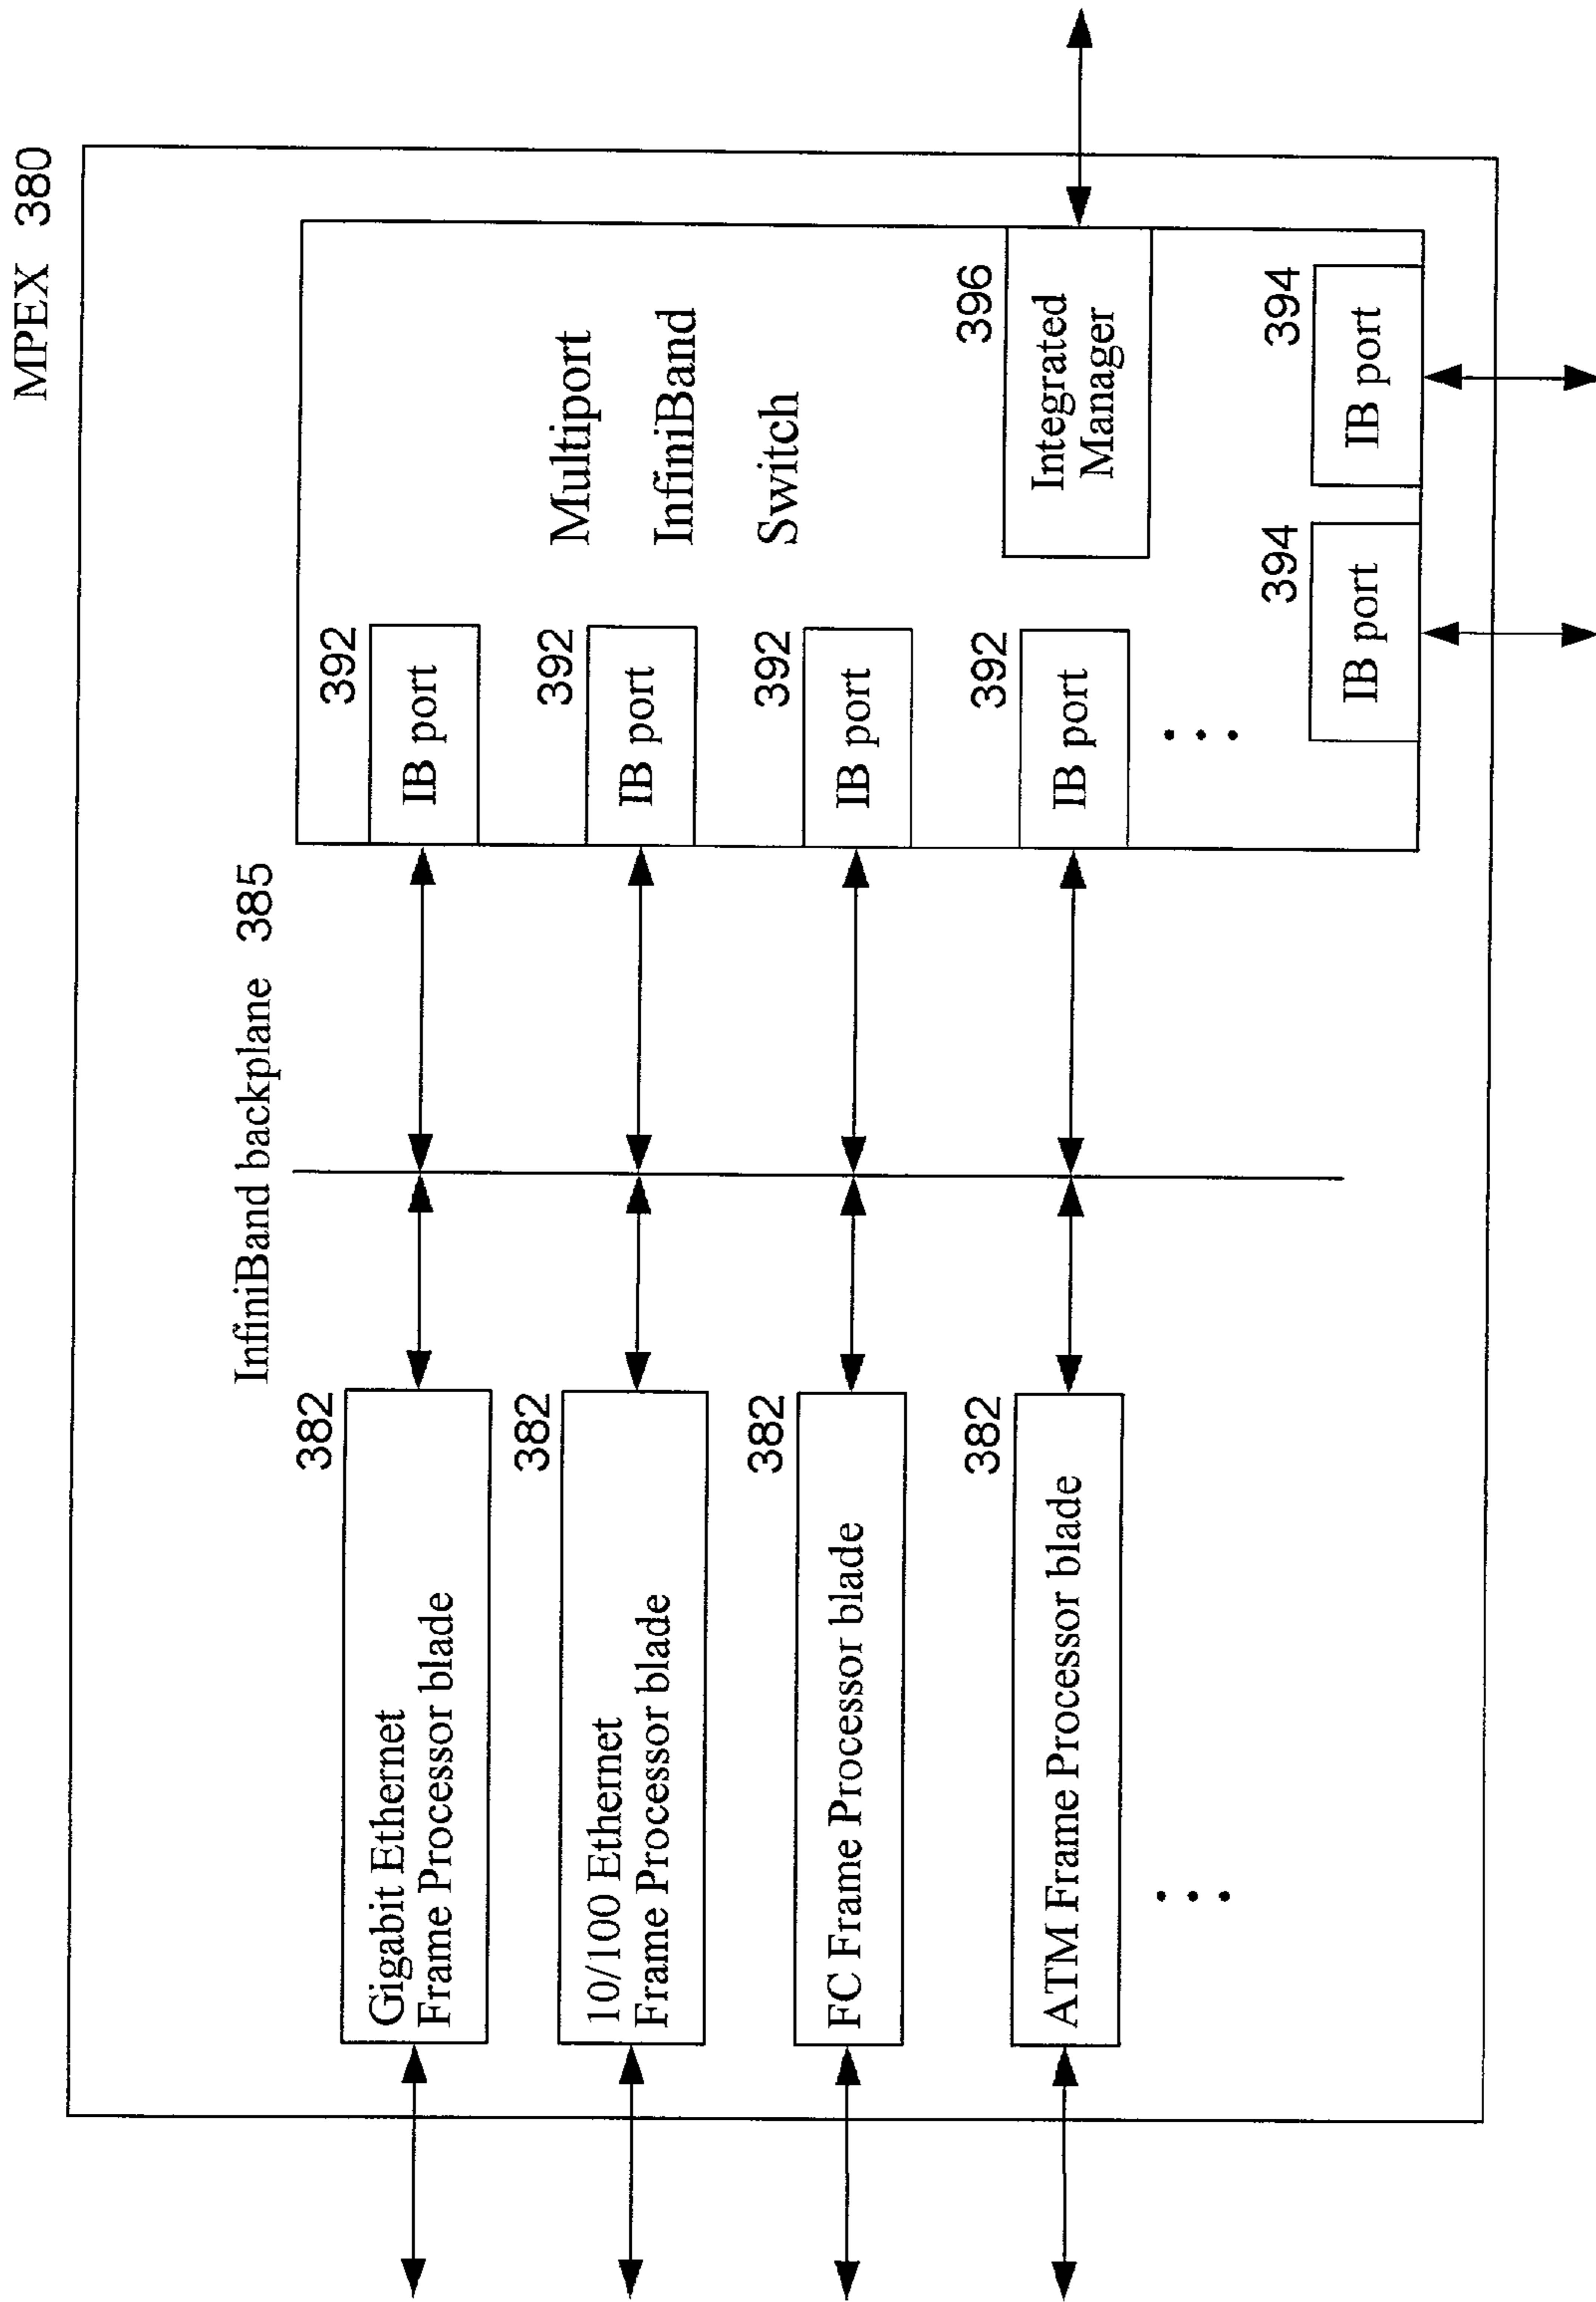 MPEX 380
InfiniBand backplane 385
382
Gigabit Ethernet
Frame Processor blade
382
10/100 Ethernet
Frame Processor blade
382
FC Frame Processor blade
382
ATM Frame Processor blade
...
392
IB port
392
IB port
392
IB port
392
IB port
...
Multiport
InfiniBand
Switch
396
Integrated
Manager
394
IB port
394
IB port